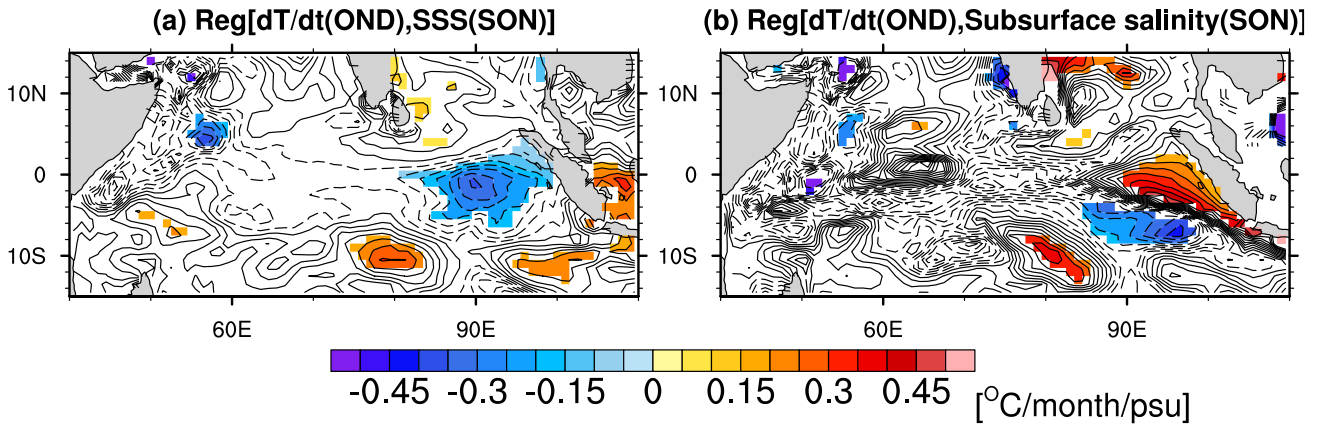 (a) Reg[dT/dt(OND),SSS(SON)]
(b) Reg[dT/dt(OND),Subsurface salinity(SON)]
10N
0
10S
60E
90E
10N
0
10S
60E
90E
-0.45 -0.3 -0.15 0 0.15 0.3 0.45
[°C/month/psu]